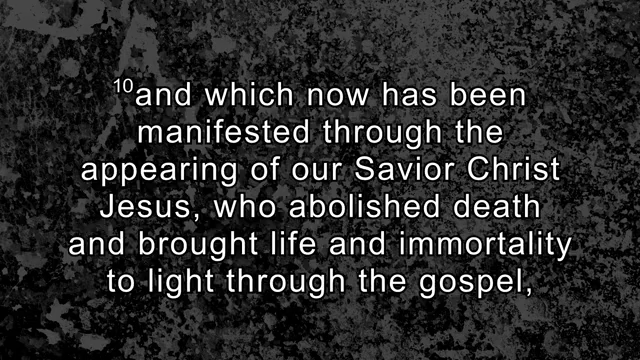 10and which now has been
manifested through the
appearing of our Savior Christ
Jesus, who abolished death
and brought life and immortality
to light through the gospel,